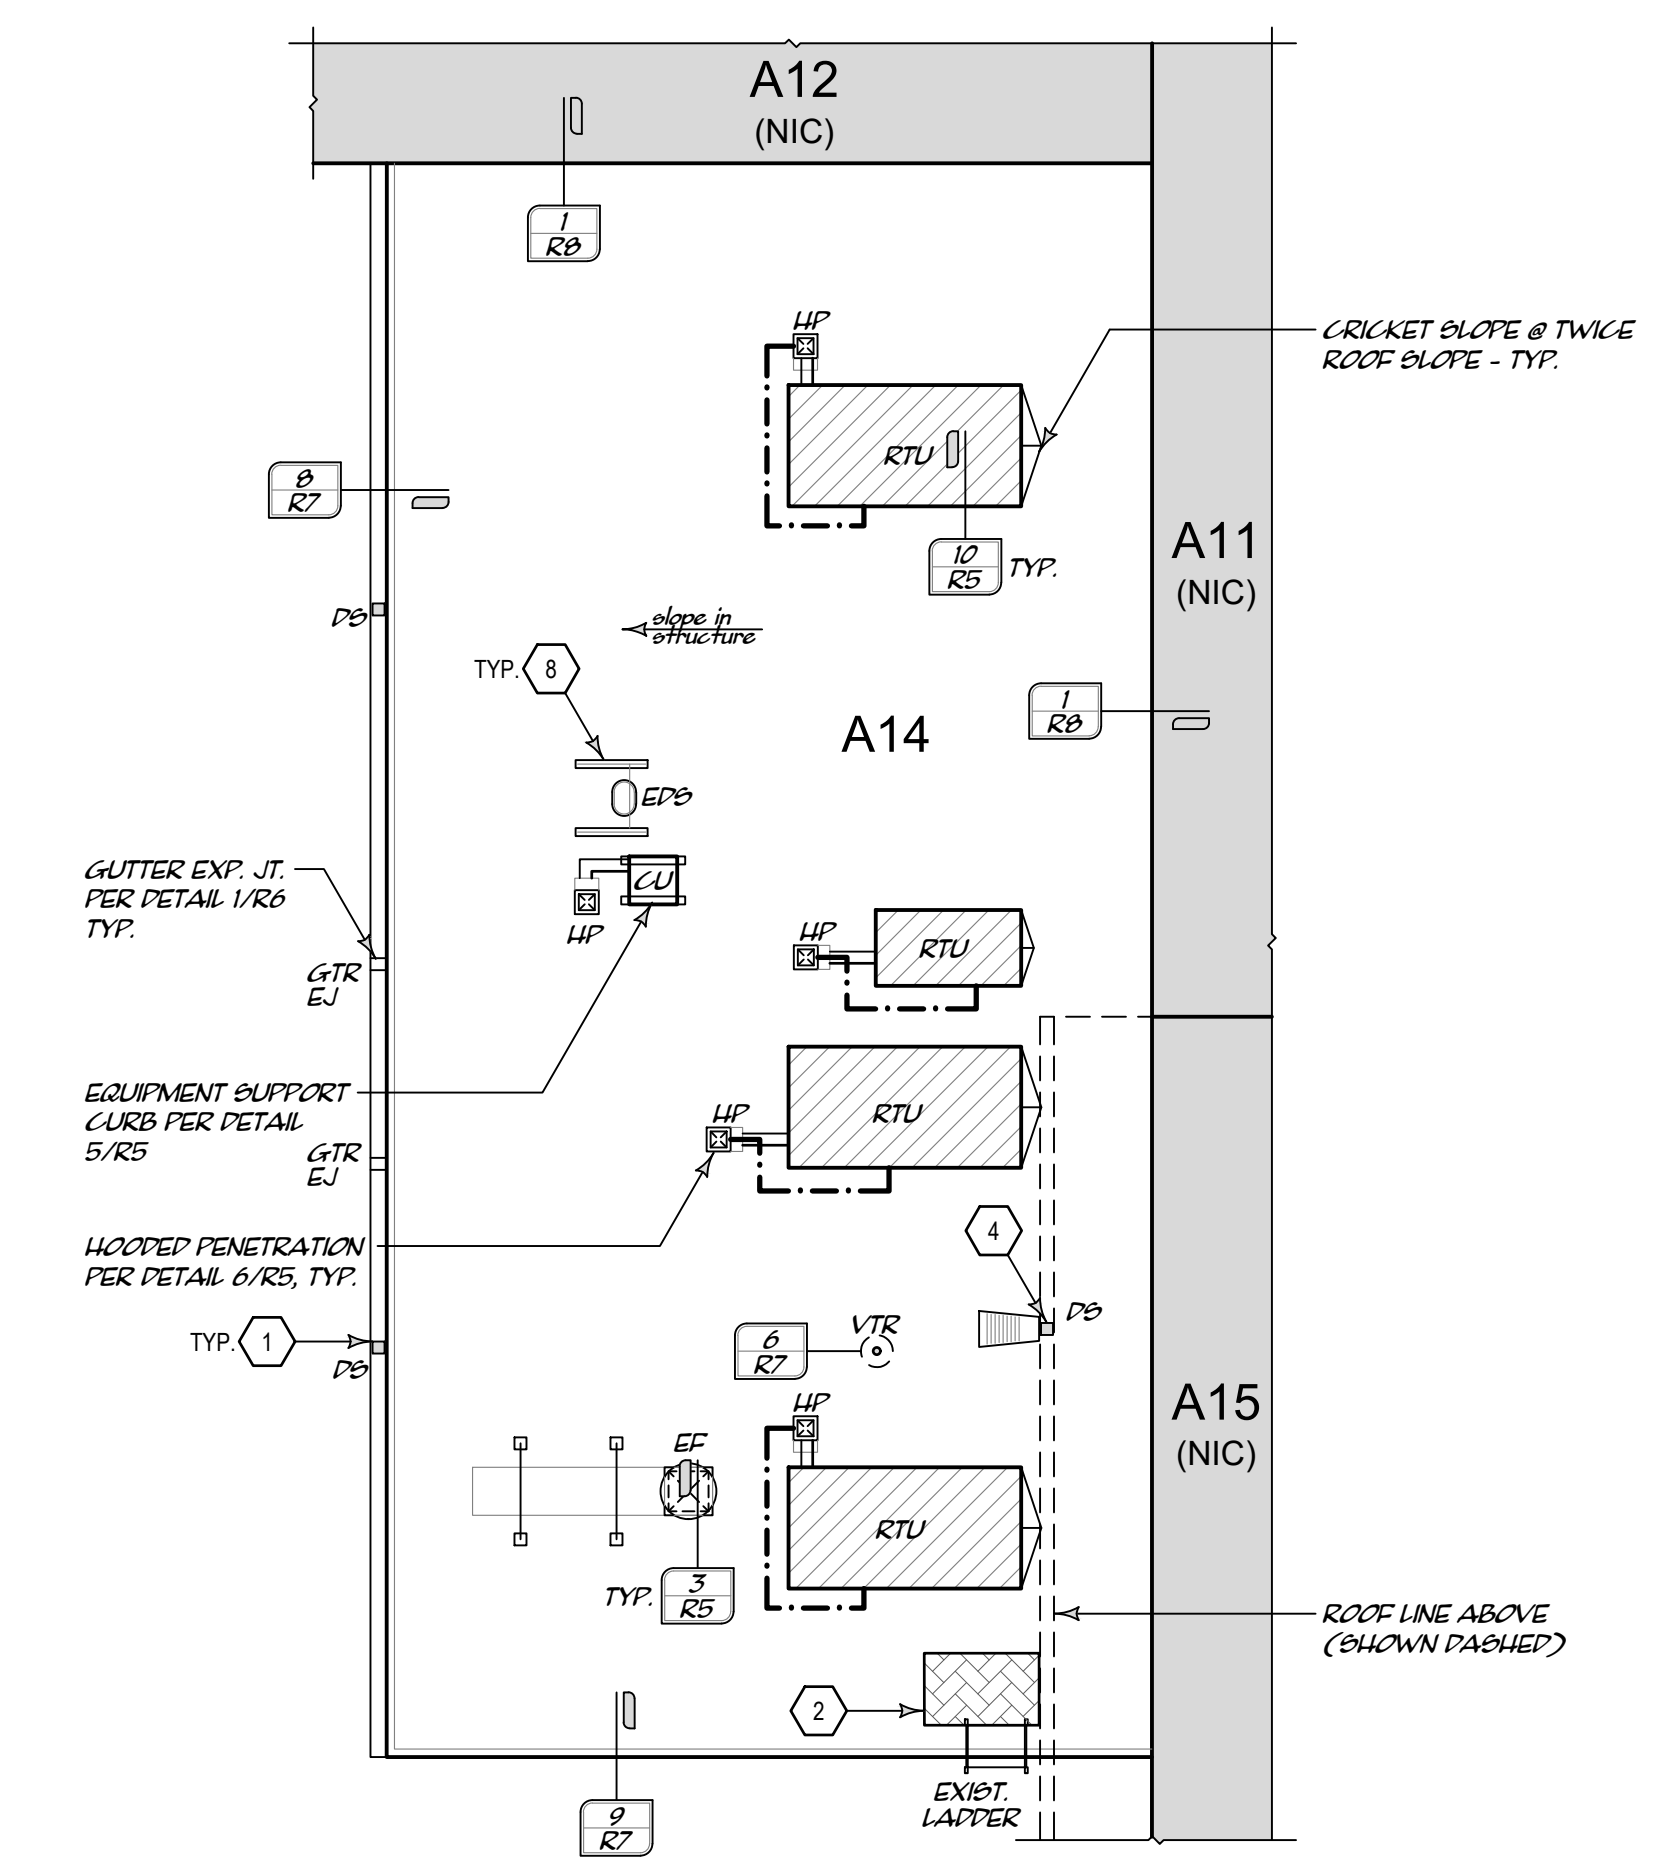 A12
(NIC)
1
R8
HP
CRICKET SLOPE @ TWICE
ROOF SLOPE - TYP.
RTU
8
R7
A11
(NIC)
10
R5
TYP.
DS
slope in
structure
TYP.
8
1
R8
A14
EDS
GUTTER EXP. JT.
PER DETAIL 1/R6
TYP.
CU
HP
HP
RTU
GTR
EJ
EQUIPMENT SUPPORT
CURB PER DETAIL
5/R5
HP
RTU
GTR
EJ
HOODED PENETRATION
PER DETAIL 6/R5, TYP.
4
DS
TYP.
1
DS
6
R7
VTR
A15
(NIC)
HP
EF
RTU
TYP.
3
R5
ROOF LINE ABOVE
(SHOWN DASHED)
2
EXIST.
LADDER
9
R7